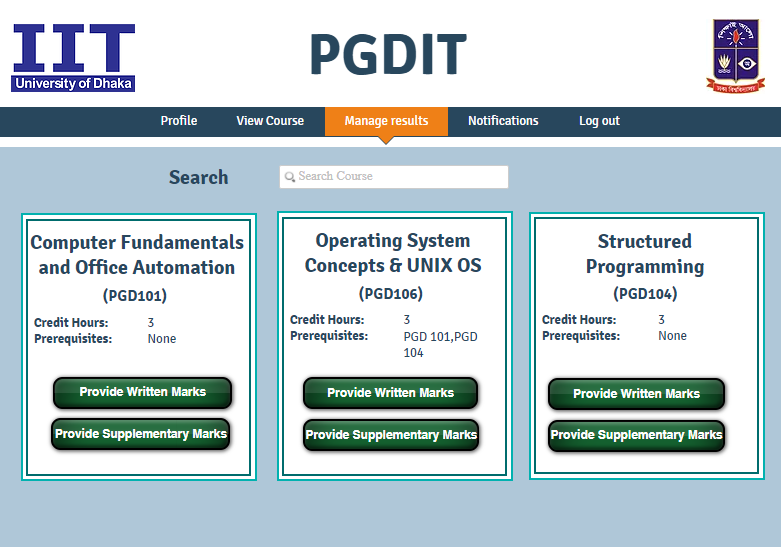 IIT
University of Dhaka
PGDIT
শিক্ষাই আলো
ঢাকা বিশ্ববিদ্যালয়
Profile View Course Manage results Notifications Log out
Search Search Course
Computer Fundamentals
and Office Automation
(PGD101)
Credit Hours: 3
Prerequisites: None
Provide Written Marks
Provide Supplementary Marks
Operating System
Concepts & UNIX OS
(PGD106)
Credit Hours: 3
Prerequisites: PGD 101,PGD
104
Provide Written Marks
Provide Supplementary Marks
Structured
Programming
(PGD104)
Credit Hours: 3
Prerequisites: None
Provide Written Marks
Provide Supplementary Marks